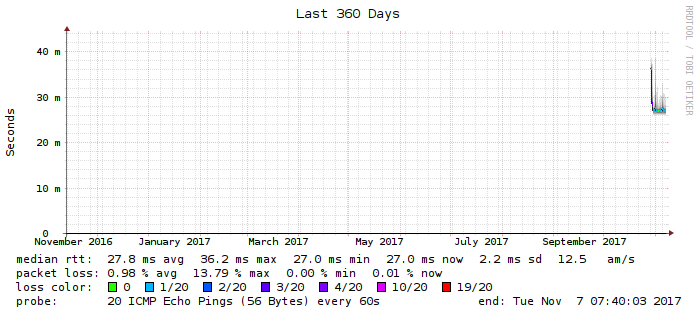 Last 360 Days
RRDTOOL / TOBI OETIKER
Seconds
40 m
30 m
20 m
10 m
0
November 2016 January 2017 March 2017 May 2017 July 2017 September 2017
median rtt: 27.8 ms avg 36.2 ms max 27.0 ms min 27.0 ms now 2.2 ms sd 12.5 am/s
packet loss: 0.98 % avg 13.79 % max 0.00 % min 0.01 % now
loss color: 0 1/20 2/20 3/20 4/20 10/20 19/20
probe: 20 ICMP Echo Pings (56 Bytes) every 60s end: Tue Nov 7 07:40:03 2017